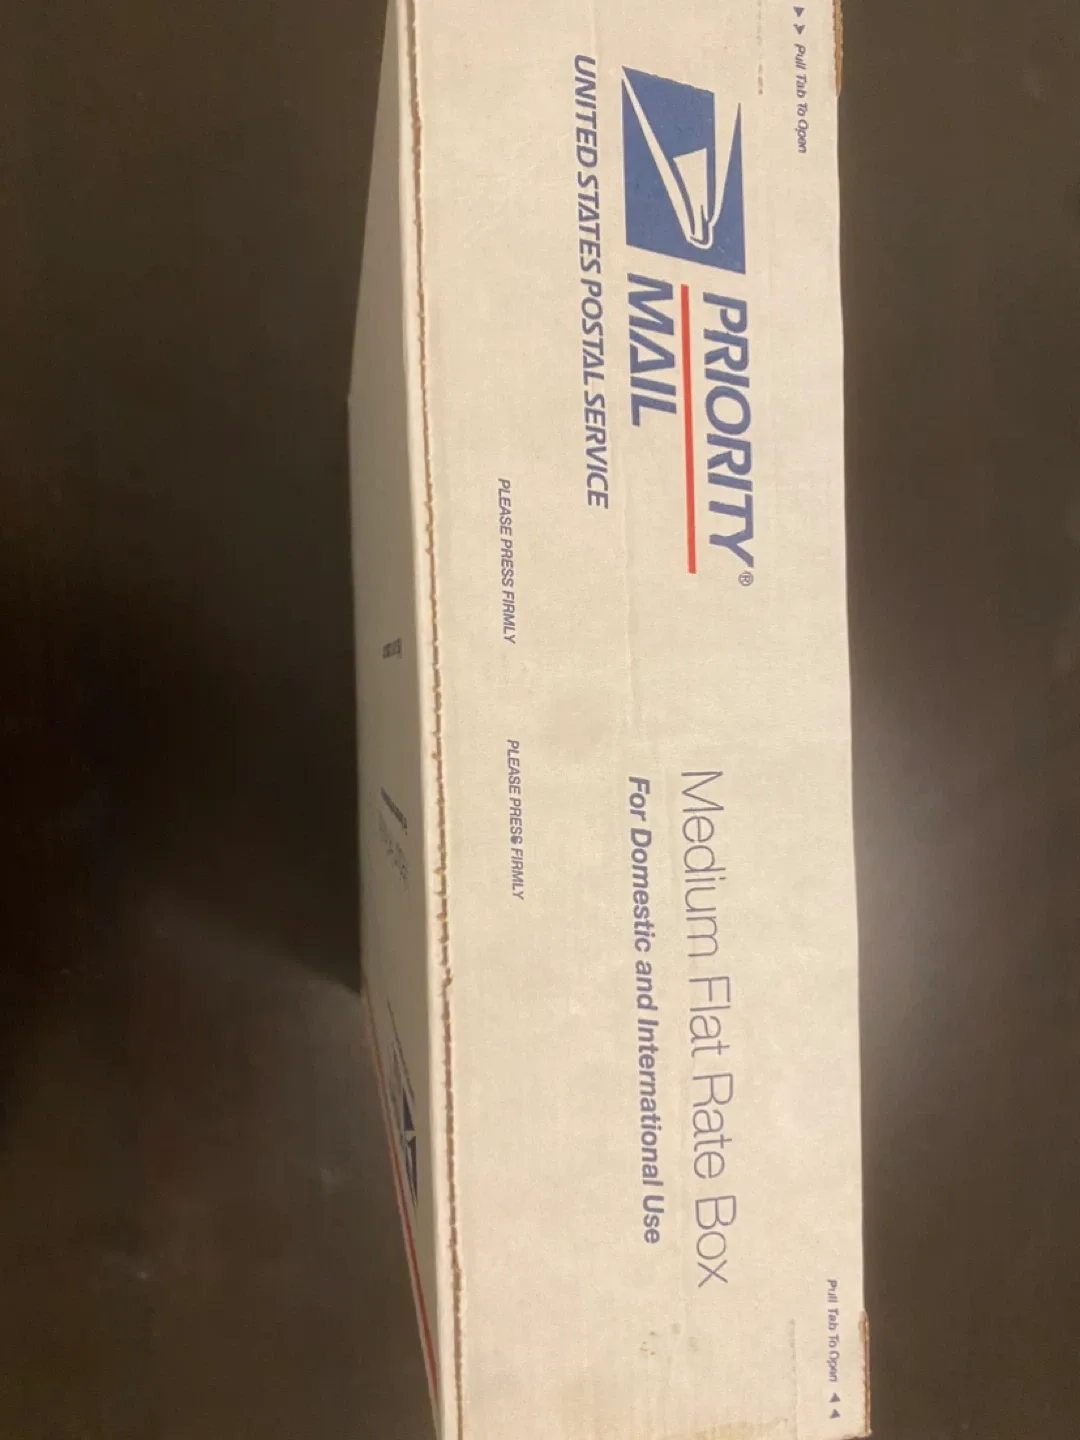 ▶ ▶ Pull Tab To Open
PRIORITY®
MAIL
UNITED STATES POSTAL SERVICE
PLEASE PRESS FIRMLY
PLEASE PRESS FIRMLY
Medium Flat Rate Box
For Domestic and International Use
Pull Tab To Open ◀ ◀